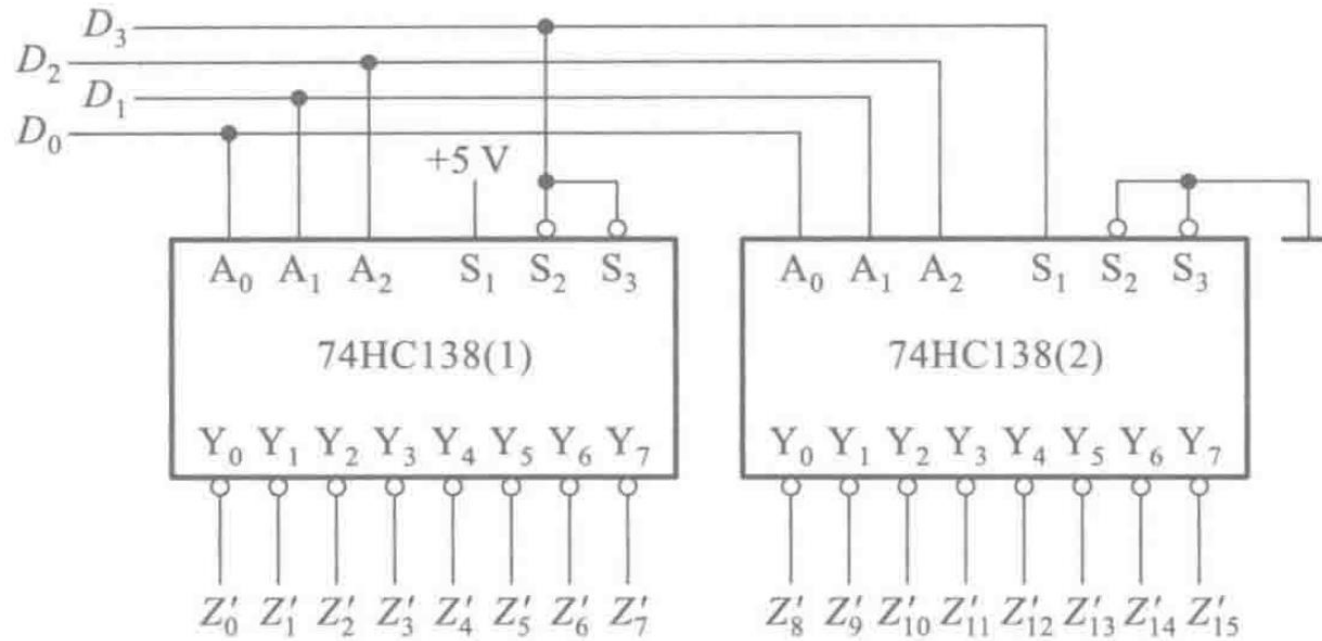 D₃
D₂
D₁
D₀
+5 V
A₀ A₁ A₂ S₁ S₂ S₃
A₀ A₁ A₂ S₁ S₂ S₃
74HC138(1)
74HC138(2)
Y₀ Y₁ Y₂ Y₃ Y₄ Y₅ Y₆ Y₇
Y₀ Y₁ Y₂ Y₃ Y₄ Y₅ Y₆ Y₇
Z′₀ Z′₁ Z′₂ Z′₃ Z′₄ Z′₅ Z′₆ Z′₇
Z′₈ Z′₉ Z′₁₀ Z′₁₁ Z′₁₂ Z′₁₃ Z′₁₄ Z′₁₅